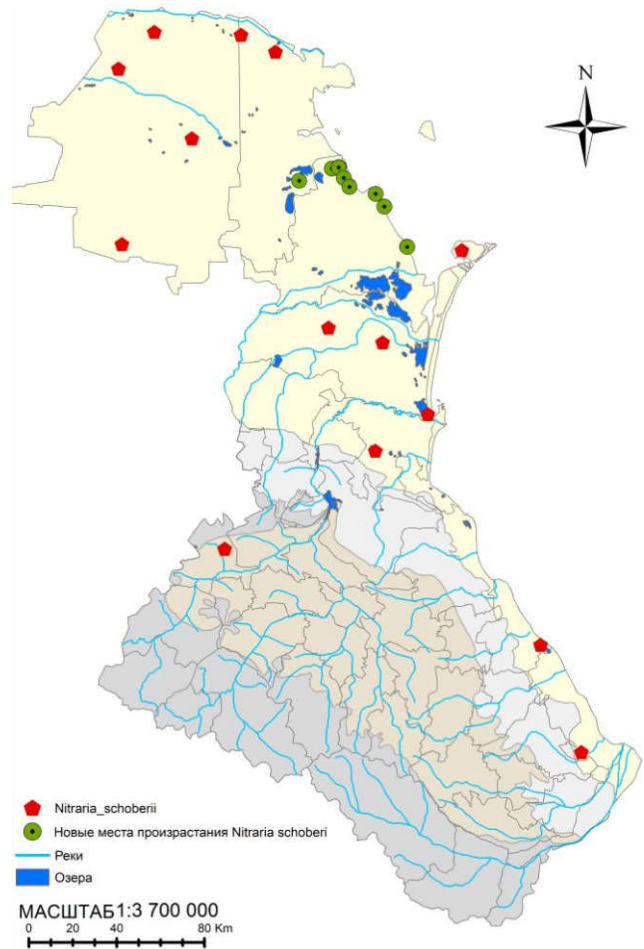 N
Nitraria_schoberii
Новые места произрастания Nitraria schoberi
Реки
Озера
МАСШТАБ1:3 700 000
0 20 40 80 Km